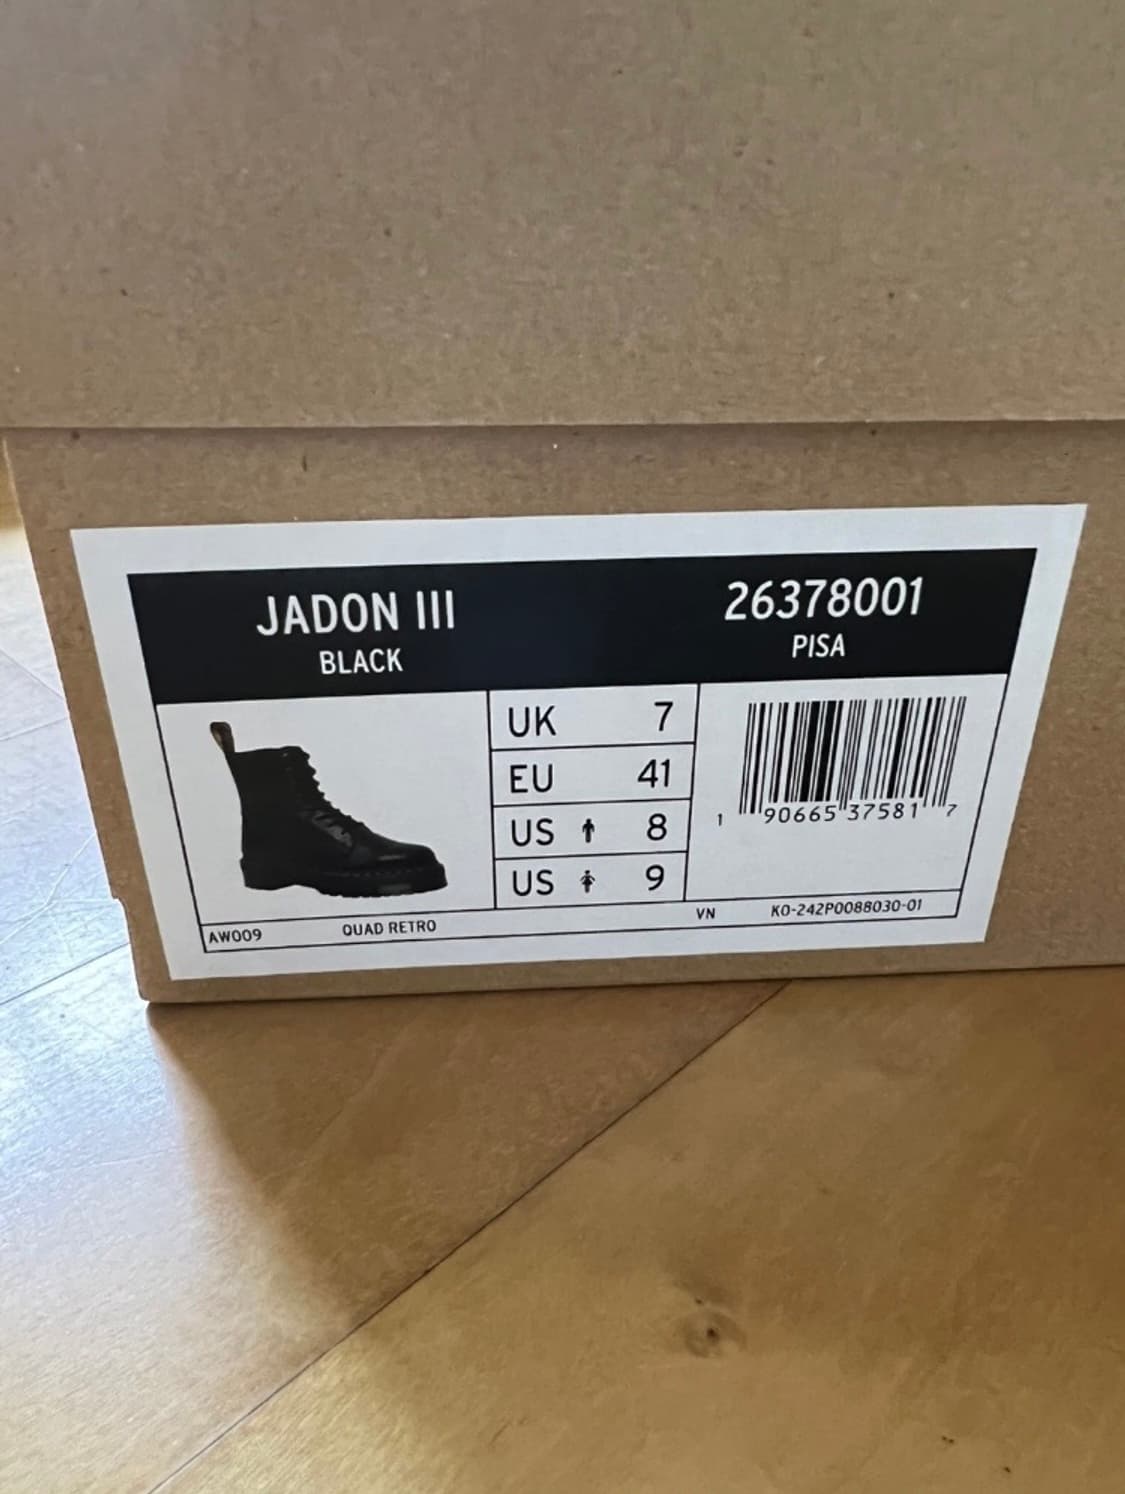 JADON III
BLACK
26378001
PISA
UK 7
EU 41
US 8
US 9
1 90665 37581 7
AW009
QUAD RETRO
VN
KO-242P0088030-01